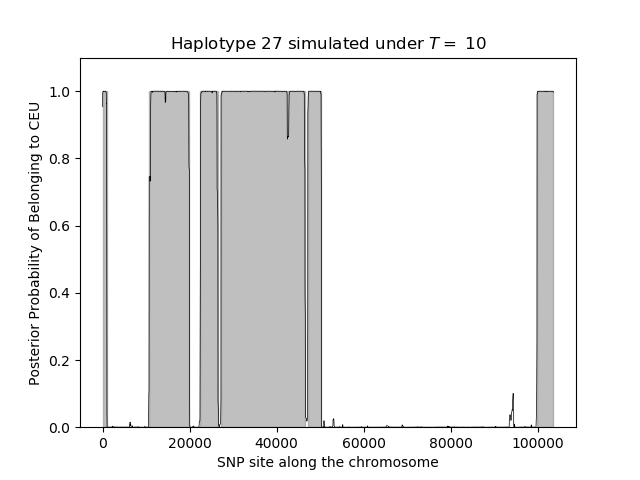 Haplotype 27 simulated under T = 10
Posterior Probability of Belonging to CEU
1.0
0.8
0.6
0.4
0.2
0.0
0 20000 40000 60000 80000 100000
SNP site along the chromosome